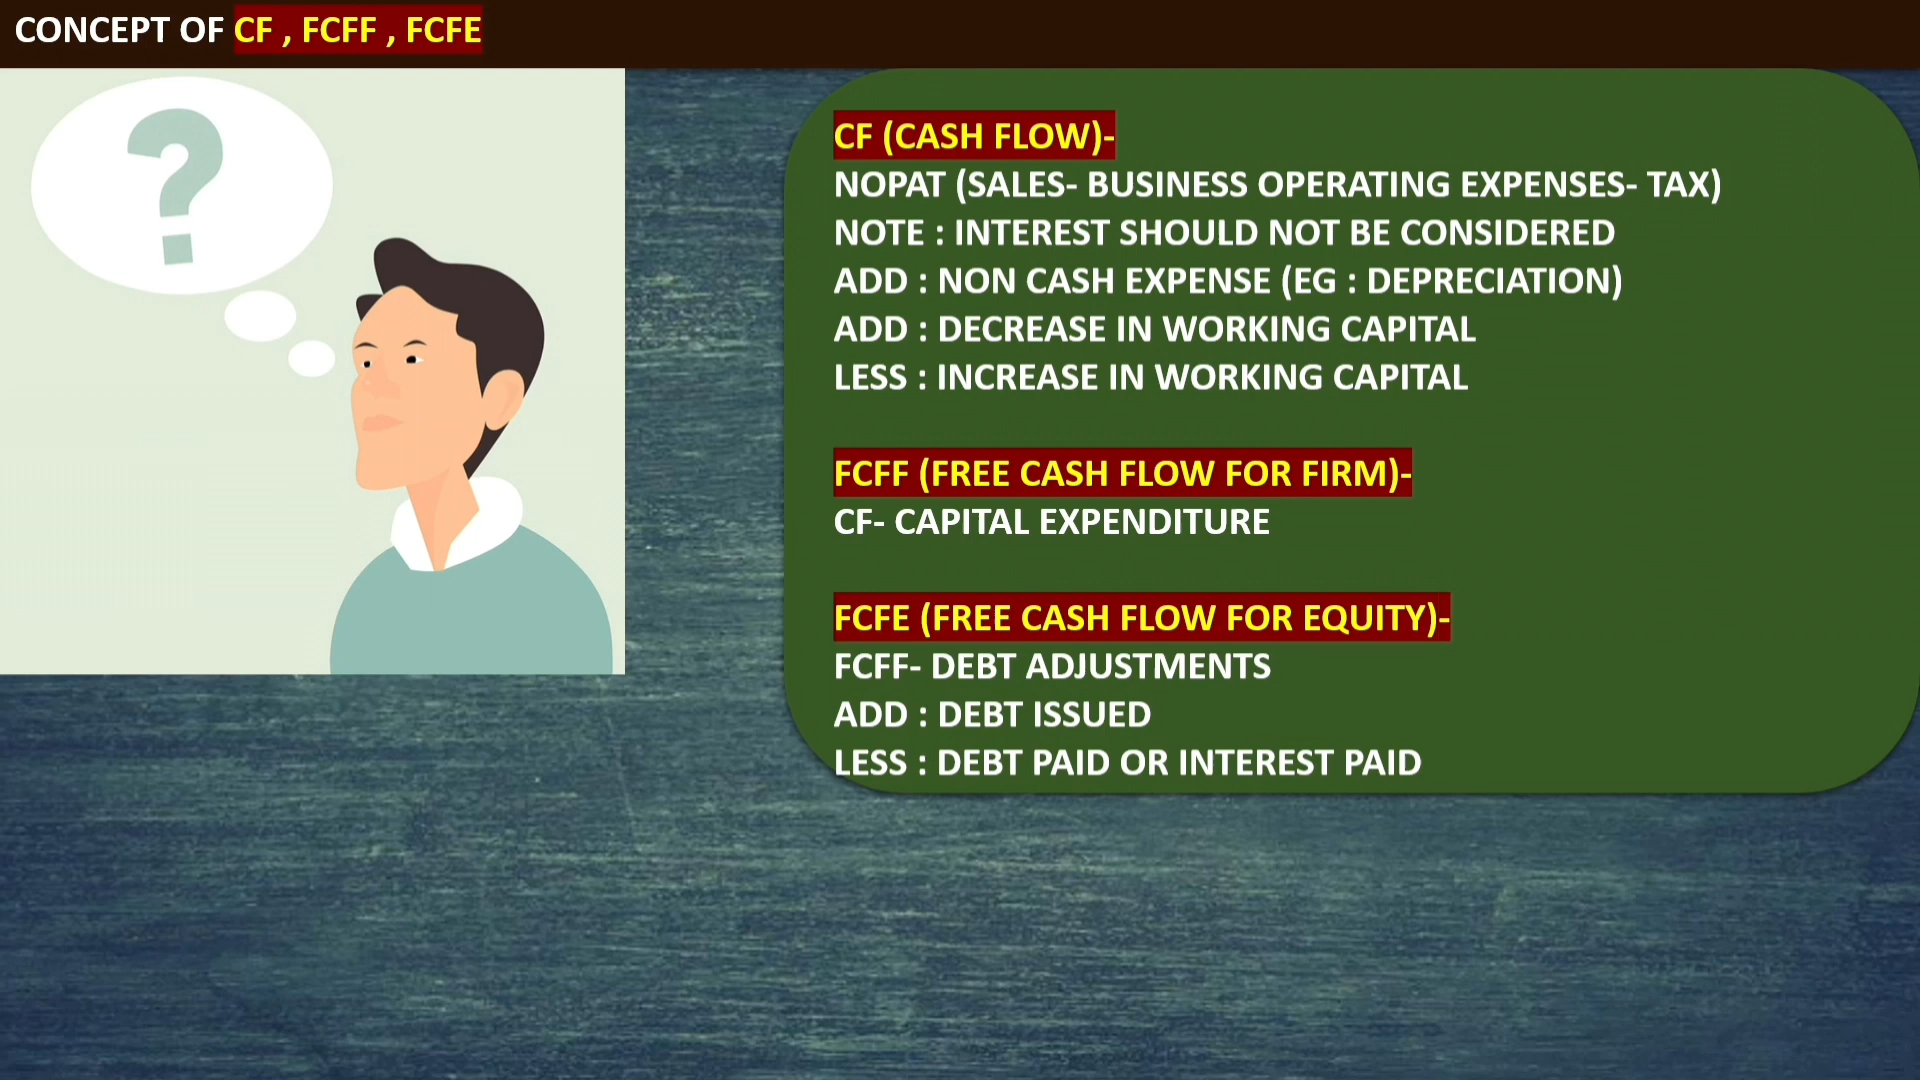 CONCEPT OF CF , FCFF , FCFE
?
CF (CASH FLOW)-
NOPAT (SALES- BUSINESS OPERATING EXPENSES- TAX)
NOTE : INTEREST SHOULD NOT BE CONSIDERED
ADD : NON CASH EXPENSE (EG : DEPRECIATION)
ADD : DECREASE IN WORKING CAPITAL
LESS : INCREASE IN WORKING CAPITAL
FCFF (FREE CASH FLOW FOR FIRM)-
CF- CAPITAL EXPENDITURE
FCFE (FREE CASH FLOW FOR EQUITY)-
FCFF- DEBT ADJUSTMENTS
ADD : DEBT ISSUED
LESS : DEBT PAID OR INTEREST PAID